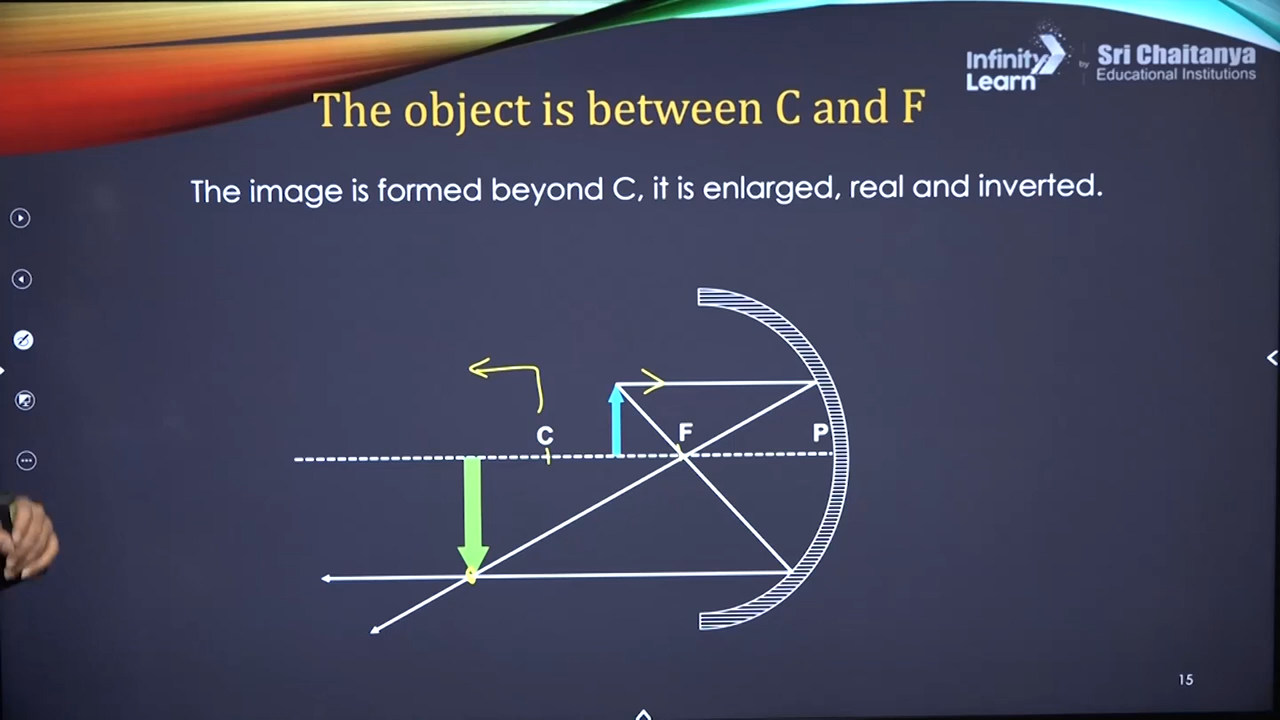 Infinity
Learn
by
Sri Chaitanya
Educational Institutions
The object is between C and F
The image is formed beyond C, it is enlarged, real and inverted.
C
F
P
15